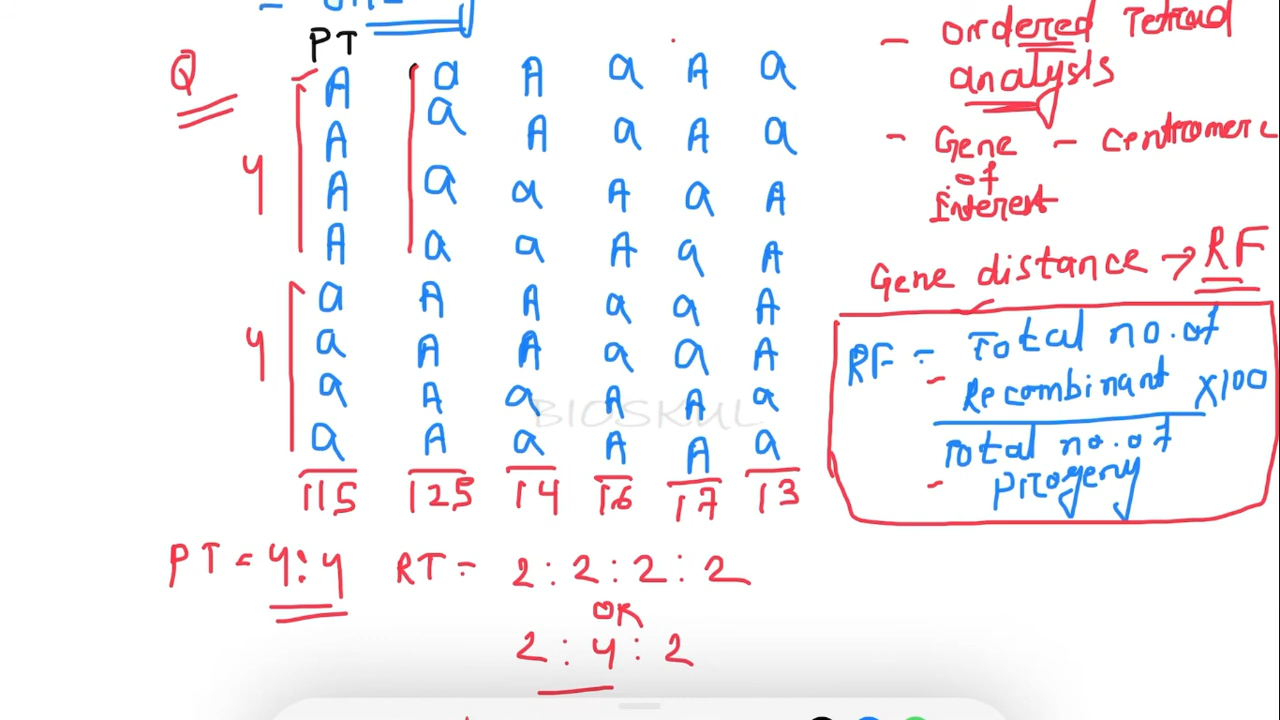 PT
Q
A a A a A a
A a A a A a
4 A a a A a A
A a a A a A
a A A a a A
4 a A A a a A
a A a A A a
a A a A A a
BIOSKUL
115 125 14 16 17 13
PT = 4:4 RT = 2 : 2 : 2 : 2
OR
2 : 4 : 2
- Ordered Tetrad
analysis
- Gene - centromere
of
Interest
Gene distance → RF
RF = Total no. of
Recombinant X100
Total no. of
progeny